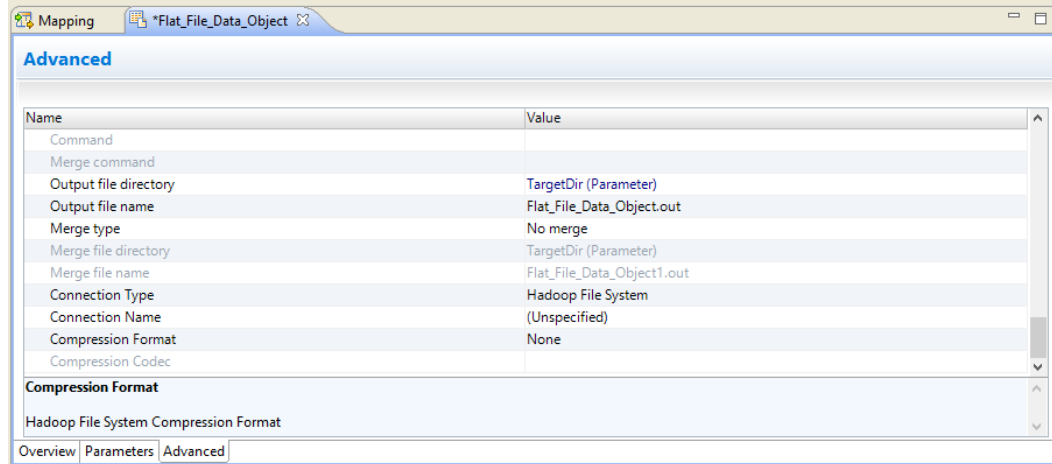 Mapping *Flat_File_Data_Object
Advanced
Name Value
Command
Merge command
Output file directory TargetDir (Parameter)
Output file name Flat_File_Data_Object.out
Merge type No merge
Merge file directory TargetDir (Parameter)
Merge file name Flat_File_Data_Object1.out
Connection Type Hadoop File System
Connection Name (Unspecified)
Compression Format None
Compression Codec
Compression Format
Hadoop File System Compression Format
Overview Parameters Advanced